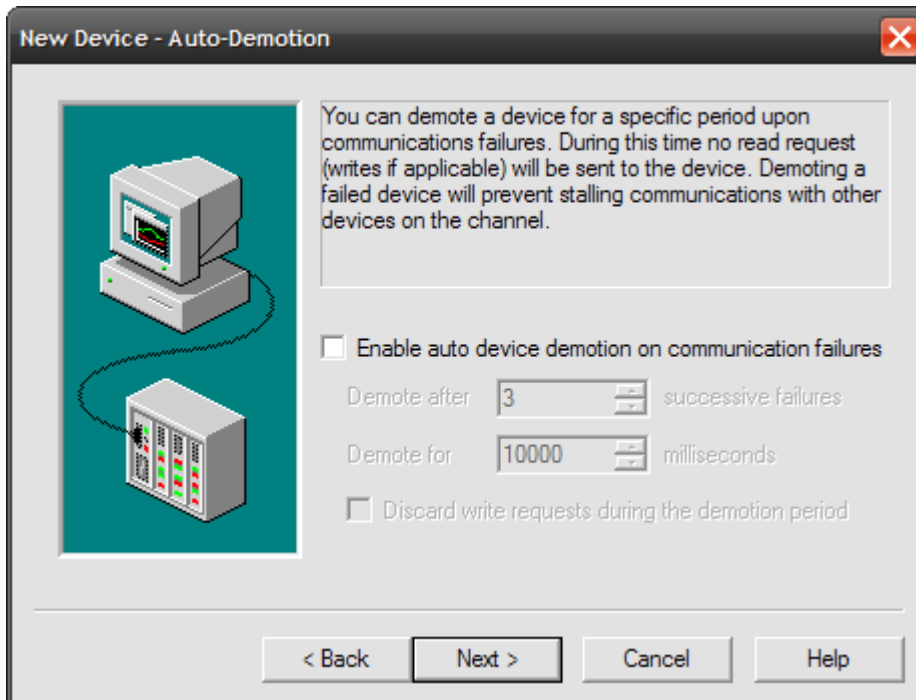 New Device - Auto-Demotion
You can demote a device for a specific period upon
communications failures. During this time no read request
(writes if applicable) will be sent to the device. Demoting a
failed device will prevent stalling communications with other
devices on the channel.
Enable auto device demotion on communication failures
Demote after 3 successive failures
Demote for 10000 milliseconds
Discard write requests during the demotion period
< Back Next > Cancel Help